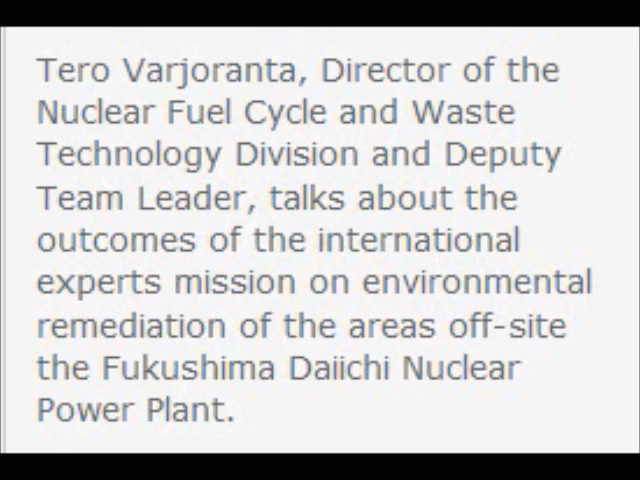 Tero Varjoranta, Director of the
Nuclear Fuel Cycle and Waste
Technology Division and Deputy
Team Leader, talks about the
outcomes of the international
experts mission on environmental
remediation of the areas off-site
the Fukushima Daiichi Nuclear
Power Plant.